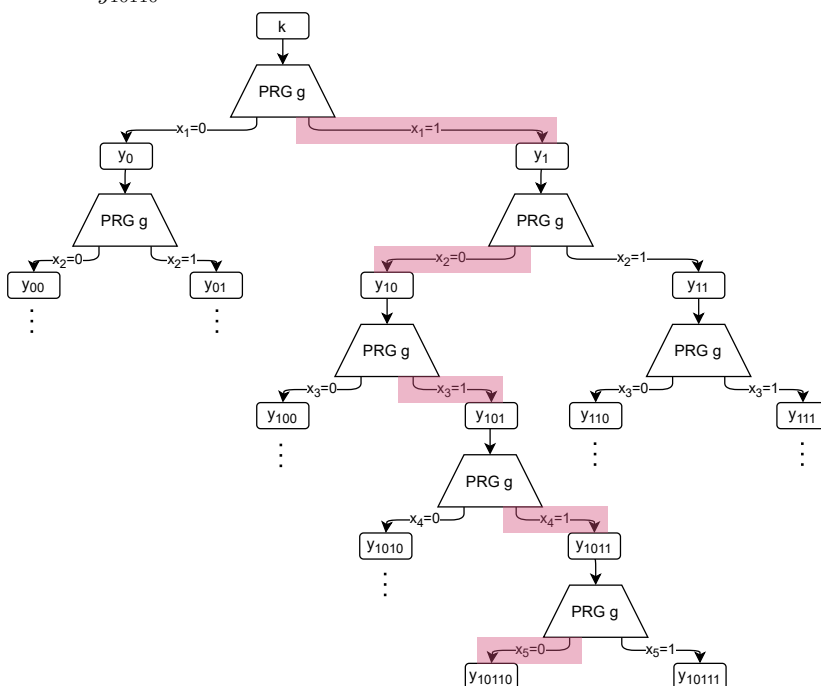 y10110
k
PRG g
x1=0 x1=1
y0 y1
PRG g PRG g
x2=0 x2=1 x2=0 x2=1
y00 y01 y10 y11
PRG g PRG g
x3=0 x3=1 x3=0 x3=1
y100 y101 y110 y111
PRG g
x4=0 x4=1
y1010 y1011
PRG g
x5=0 x5=1
y10110 y10111